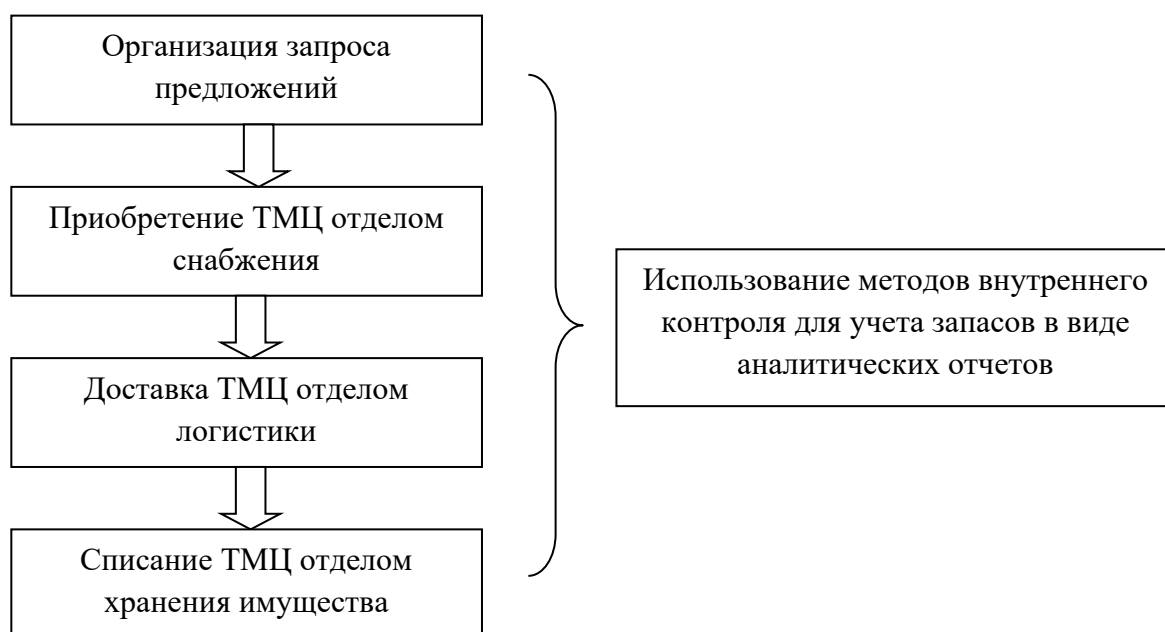 Организация запроса
предложений
Приобретение ТМЦ отделом
снабжения
Доставка ТМЦ отделом
логистики
Списание ТМЦ отделом
хранения имущества
Использование методов внутреннего
контроля для учета запасов в виде
аналитических отчетов